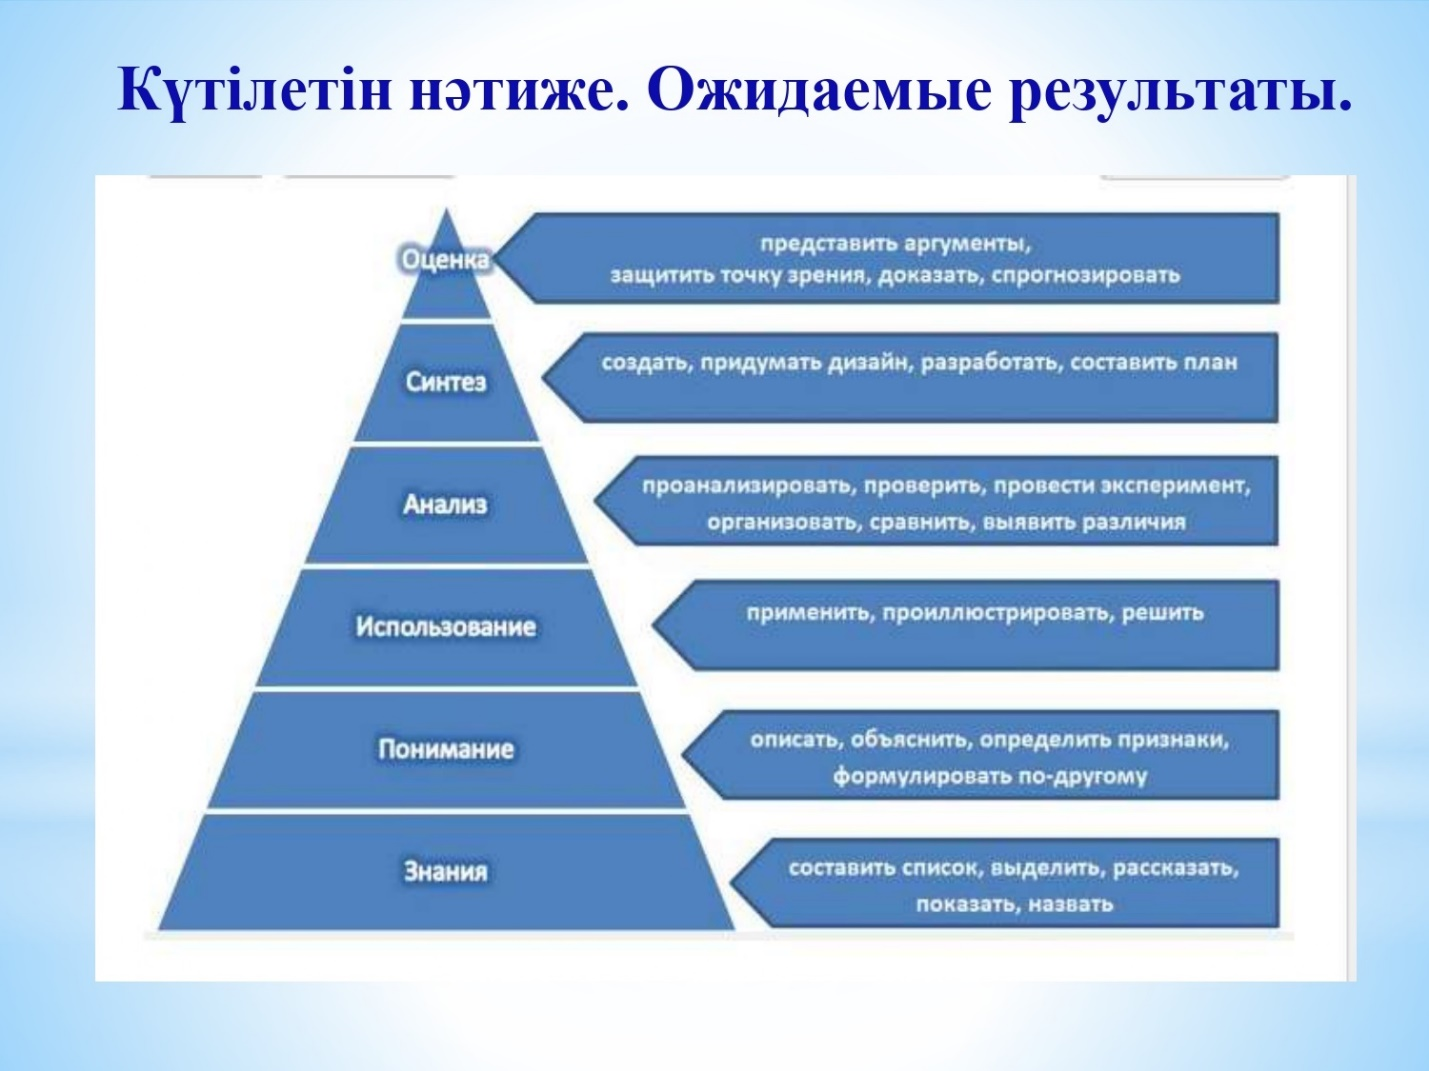 Күтілетін нәтиже. Ожидаемые результаты.
Оценка
представить аргументы,
защитить точку зрения, доказать, спрогнозировать
Синтез
создать, придумать дизайн, разработать, составить план
Анализ
проанализировать, проверить, провести эксперимент,
организовать, сравнить, выявить различия
Использование
применить, проиллюстрировать, решить
Понимание
описать, объяснить, определить признаки,
формулировать по-другому
Знания
составить список, выделить, рассказать,
показать, назвать